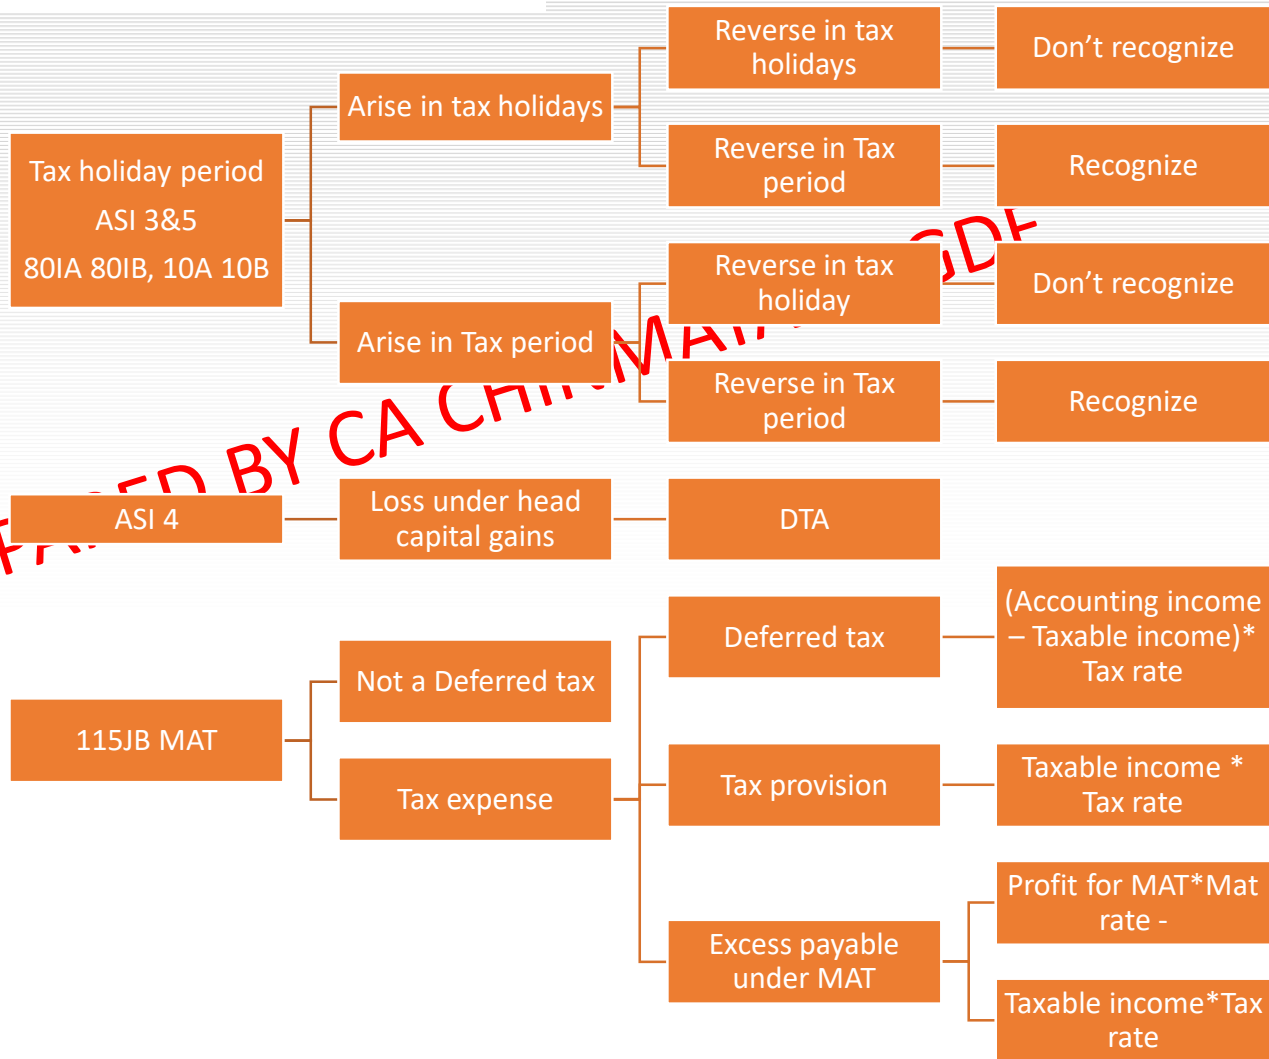 Tax holiday period
ASI 3&5
80IA 80IB, 10A 10B
Arise in tax holidays
Reverse in tax
holidays
Don’t recognize
Reverse in Tax
period
Recognize
Arise in Tax period
Reverse in tax
holiday
Don’t recognize
Reverse in Tax
period
Recognize
BY CA
ASI 4
Loss under head
capital gains
DTA
115JB MAT
Not a Deferred tax
Tax expense
Deferred tax
(Accounting income
– Taxable income)*
Tax rate
Tax provision
Taxable income *
Tax rate
Excess payable
under MAT
Profit for MAT*Mat
rate -
Taxable income*Tax
rate